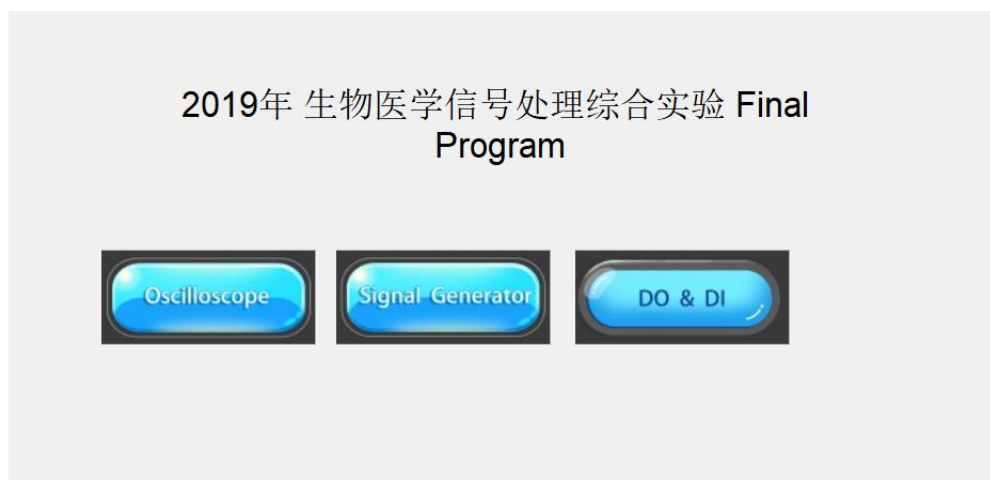 2019年 生物医学信号处理综合实验 Final
Program
Oscilloscope
Signal Generator
DO & DI